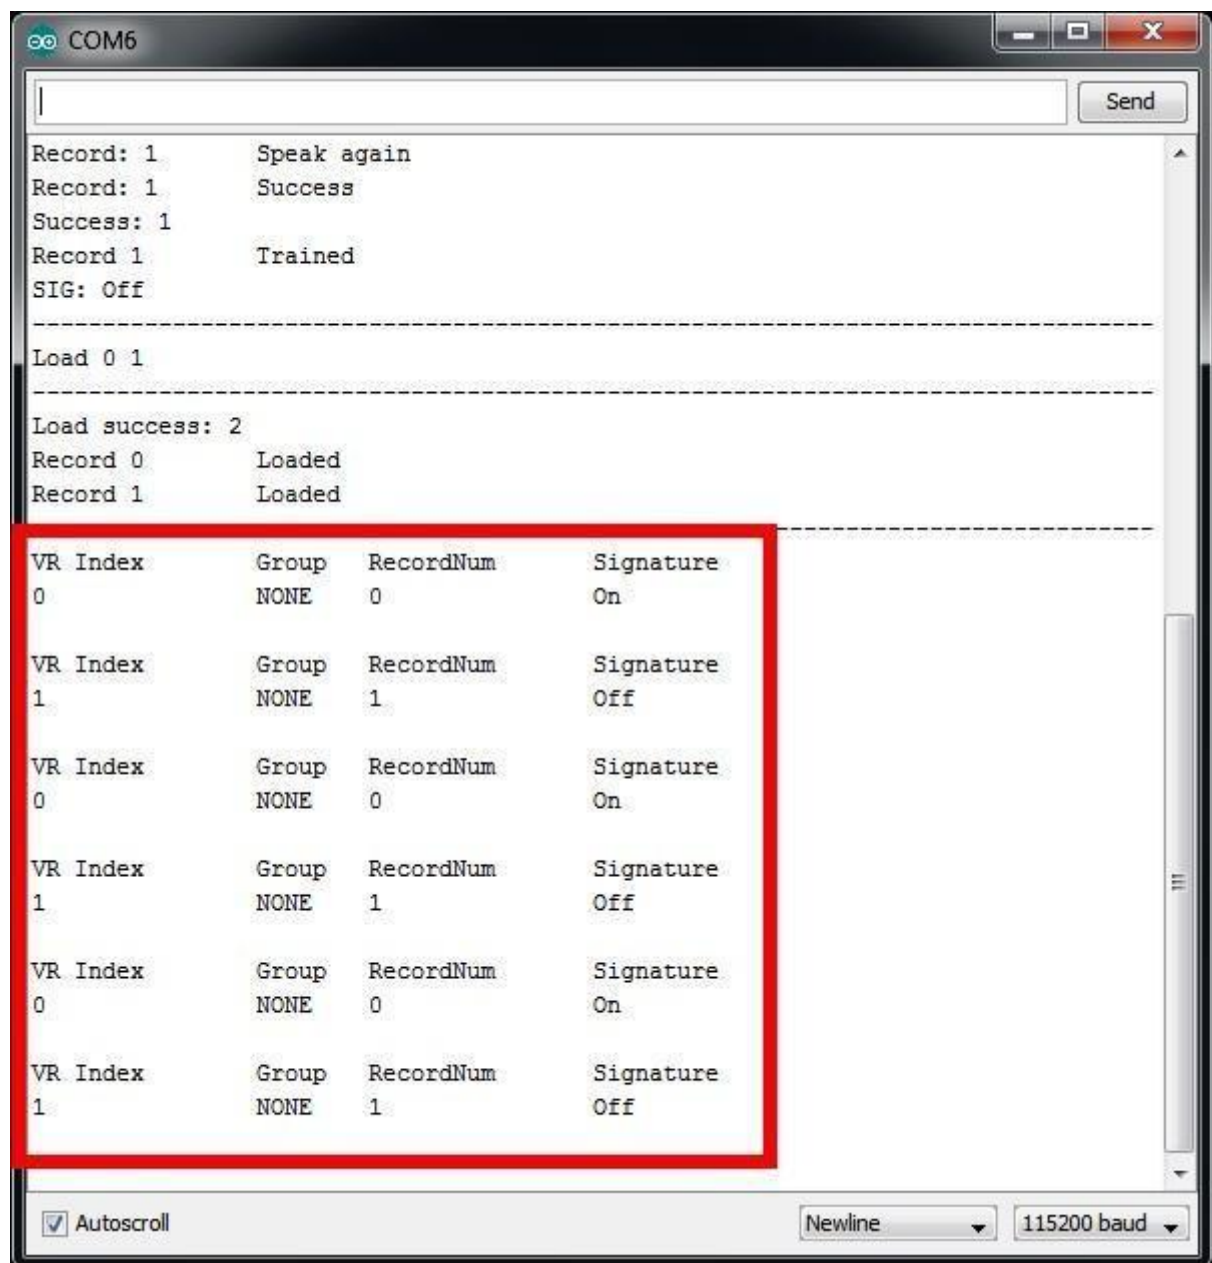 COM6
Send
Record: 1 Speak again
Record: 1 Success
Success: 1
Record 1 Trained
SIG: Off
--------------------------------------------------------------------------------
Load 0 1
--------------------------------------------------------------------------------
Load success: 2
Record 0 Loaded
Record 1 Loaded
--------------------------------------------------------------------------------
VR Index Group RecordNum Signature
0 NONE 0 On
VR Index Group RecordNum Signature
1 NONE 1 Off
VR Index Group RecordNum Signature
0 NONE 0 On
VR Index Group RecordNum Signature
1 NONE 1 Off
VR Index Group RecordNum Signature
0 NONE 0 On
VR Index Group RecordNum Signature
1 NONE 1 Off
Autoscroll Newline 115200 baud